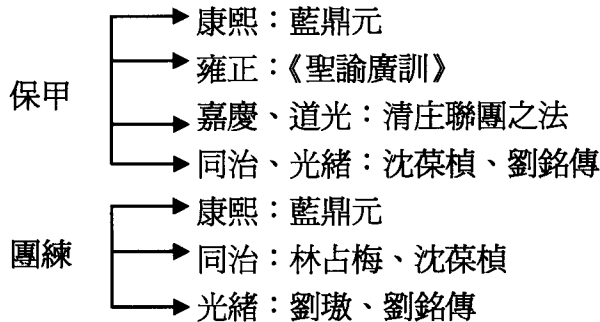 保甲
康熙：藍鼎元
雍正：《聖諭廣訓》
嘉慶、道光：清庄聯團之法
同治、光緒：沈葆楨、劉銘傳
團練
康熙：藍鼎元
同治：林占梅、沈葆楨
光緒：劉璈、劉銘傳